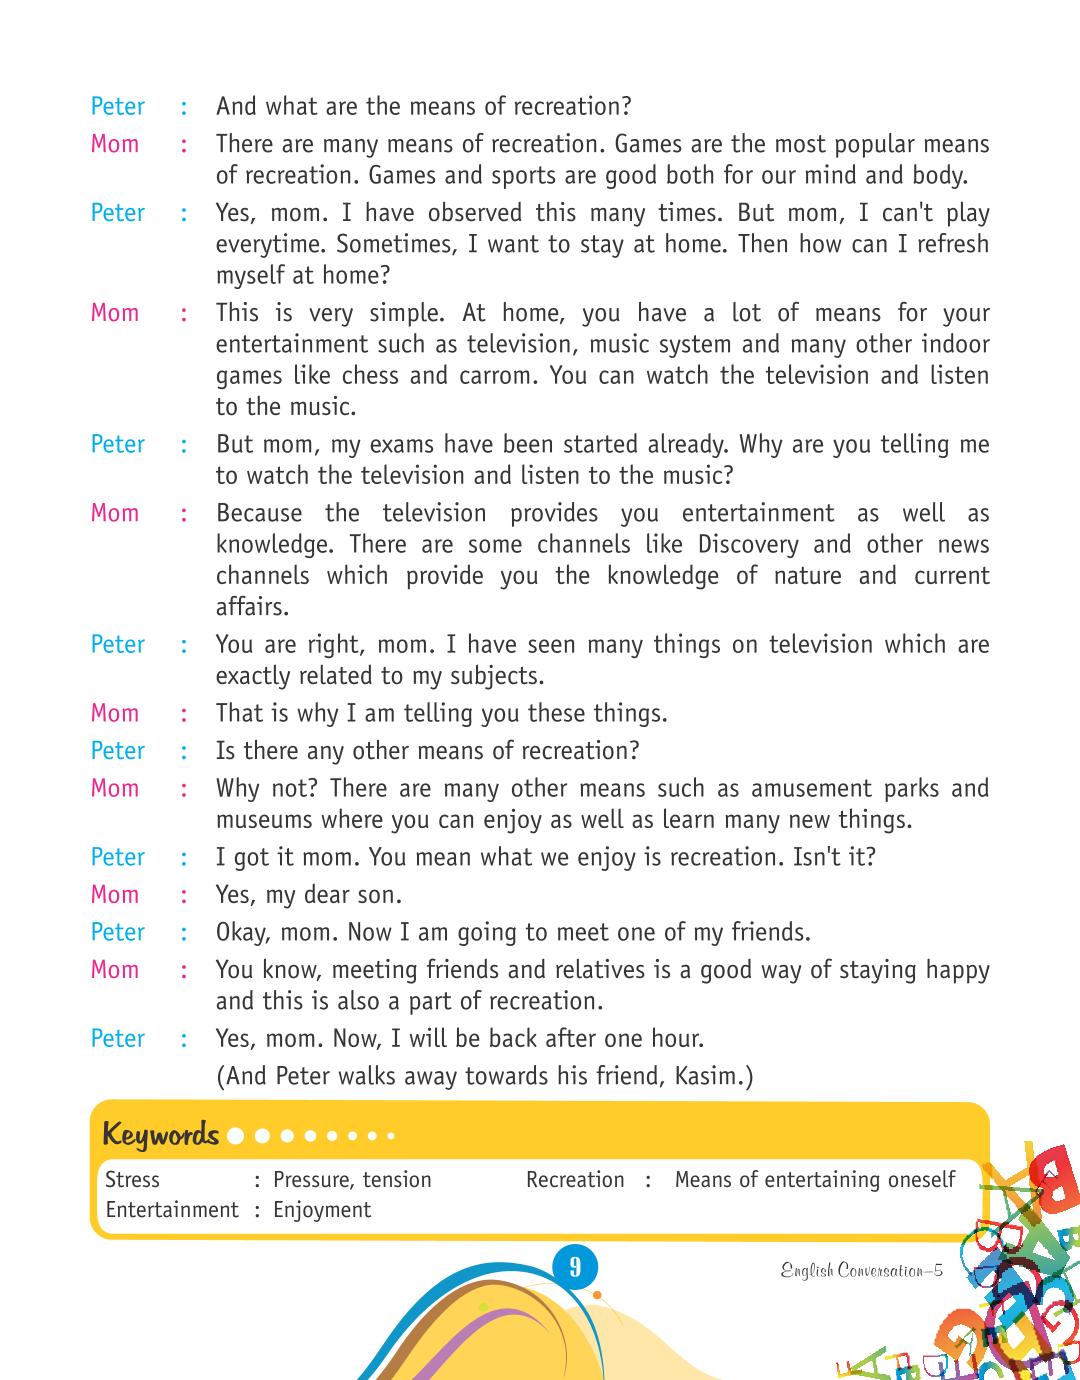 Peter : And what are the means of recreation?
Mom : There are many means of recreation. Games are the most popular means
of recreation. Games and sports are good both for our mind and body.
Peter : Yes, mom. I have observed this many times. But mom, I can't play
everytime. Sometimes, I want to stay at home. Then how can I refresh
myself at home?
Mom : This is very simple. At home, you have a lot of means for your
entertainment such as television, music system and many other indoor
games like chess and carrom. You can watch the television and listen
to the music.
Peter : But mom, my exams have been started already. Why are you telling me
to watch the television and listen to the music?
Mom : Because the television provides you entertainment as well as
knowledge. There are some channels like Discovery and other news
channels which provide you the knowledge of nature and current
affairs.
Peter : You are right, mom. I have seen many things on television which are
exactly related to my subjects.
Mom : That is why I am telling you these things.
Peter : Is there any other means of recreation?
Mom : Why not? There are many other means such as amusement parks and
museums where you can enjoy as well as learn many new things.
Peter : I got it mom. You mean what we enjoy is recreation. Isn't it?
Mom : Yes, my dear son.
Peter : Okay, mom. Now I am going to meet one of my friends.
Mom : You know, meeting friends and relatives is a good way of staying happy
and this is also a part of recreation.
Peter : Yes, mom. Now, I will be back after one hour.
(And Peter walks away towards his friend, Kasim.)
Keywords
Stress : Pressure, tension Recreation : Means of entertaining oneself
Entertainment : Enjoyment
9
English Conversation–5